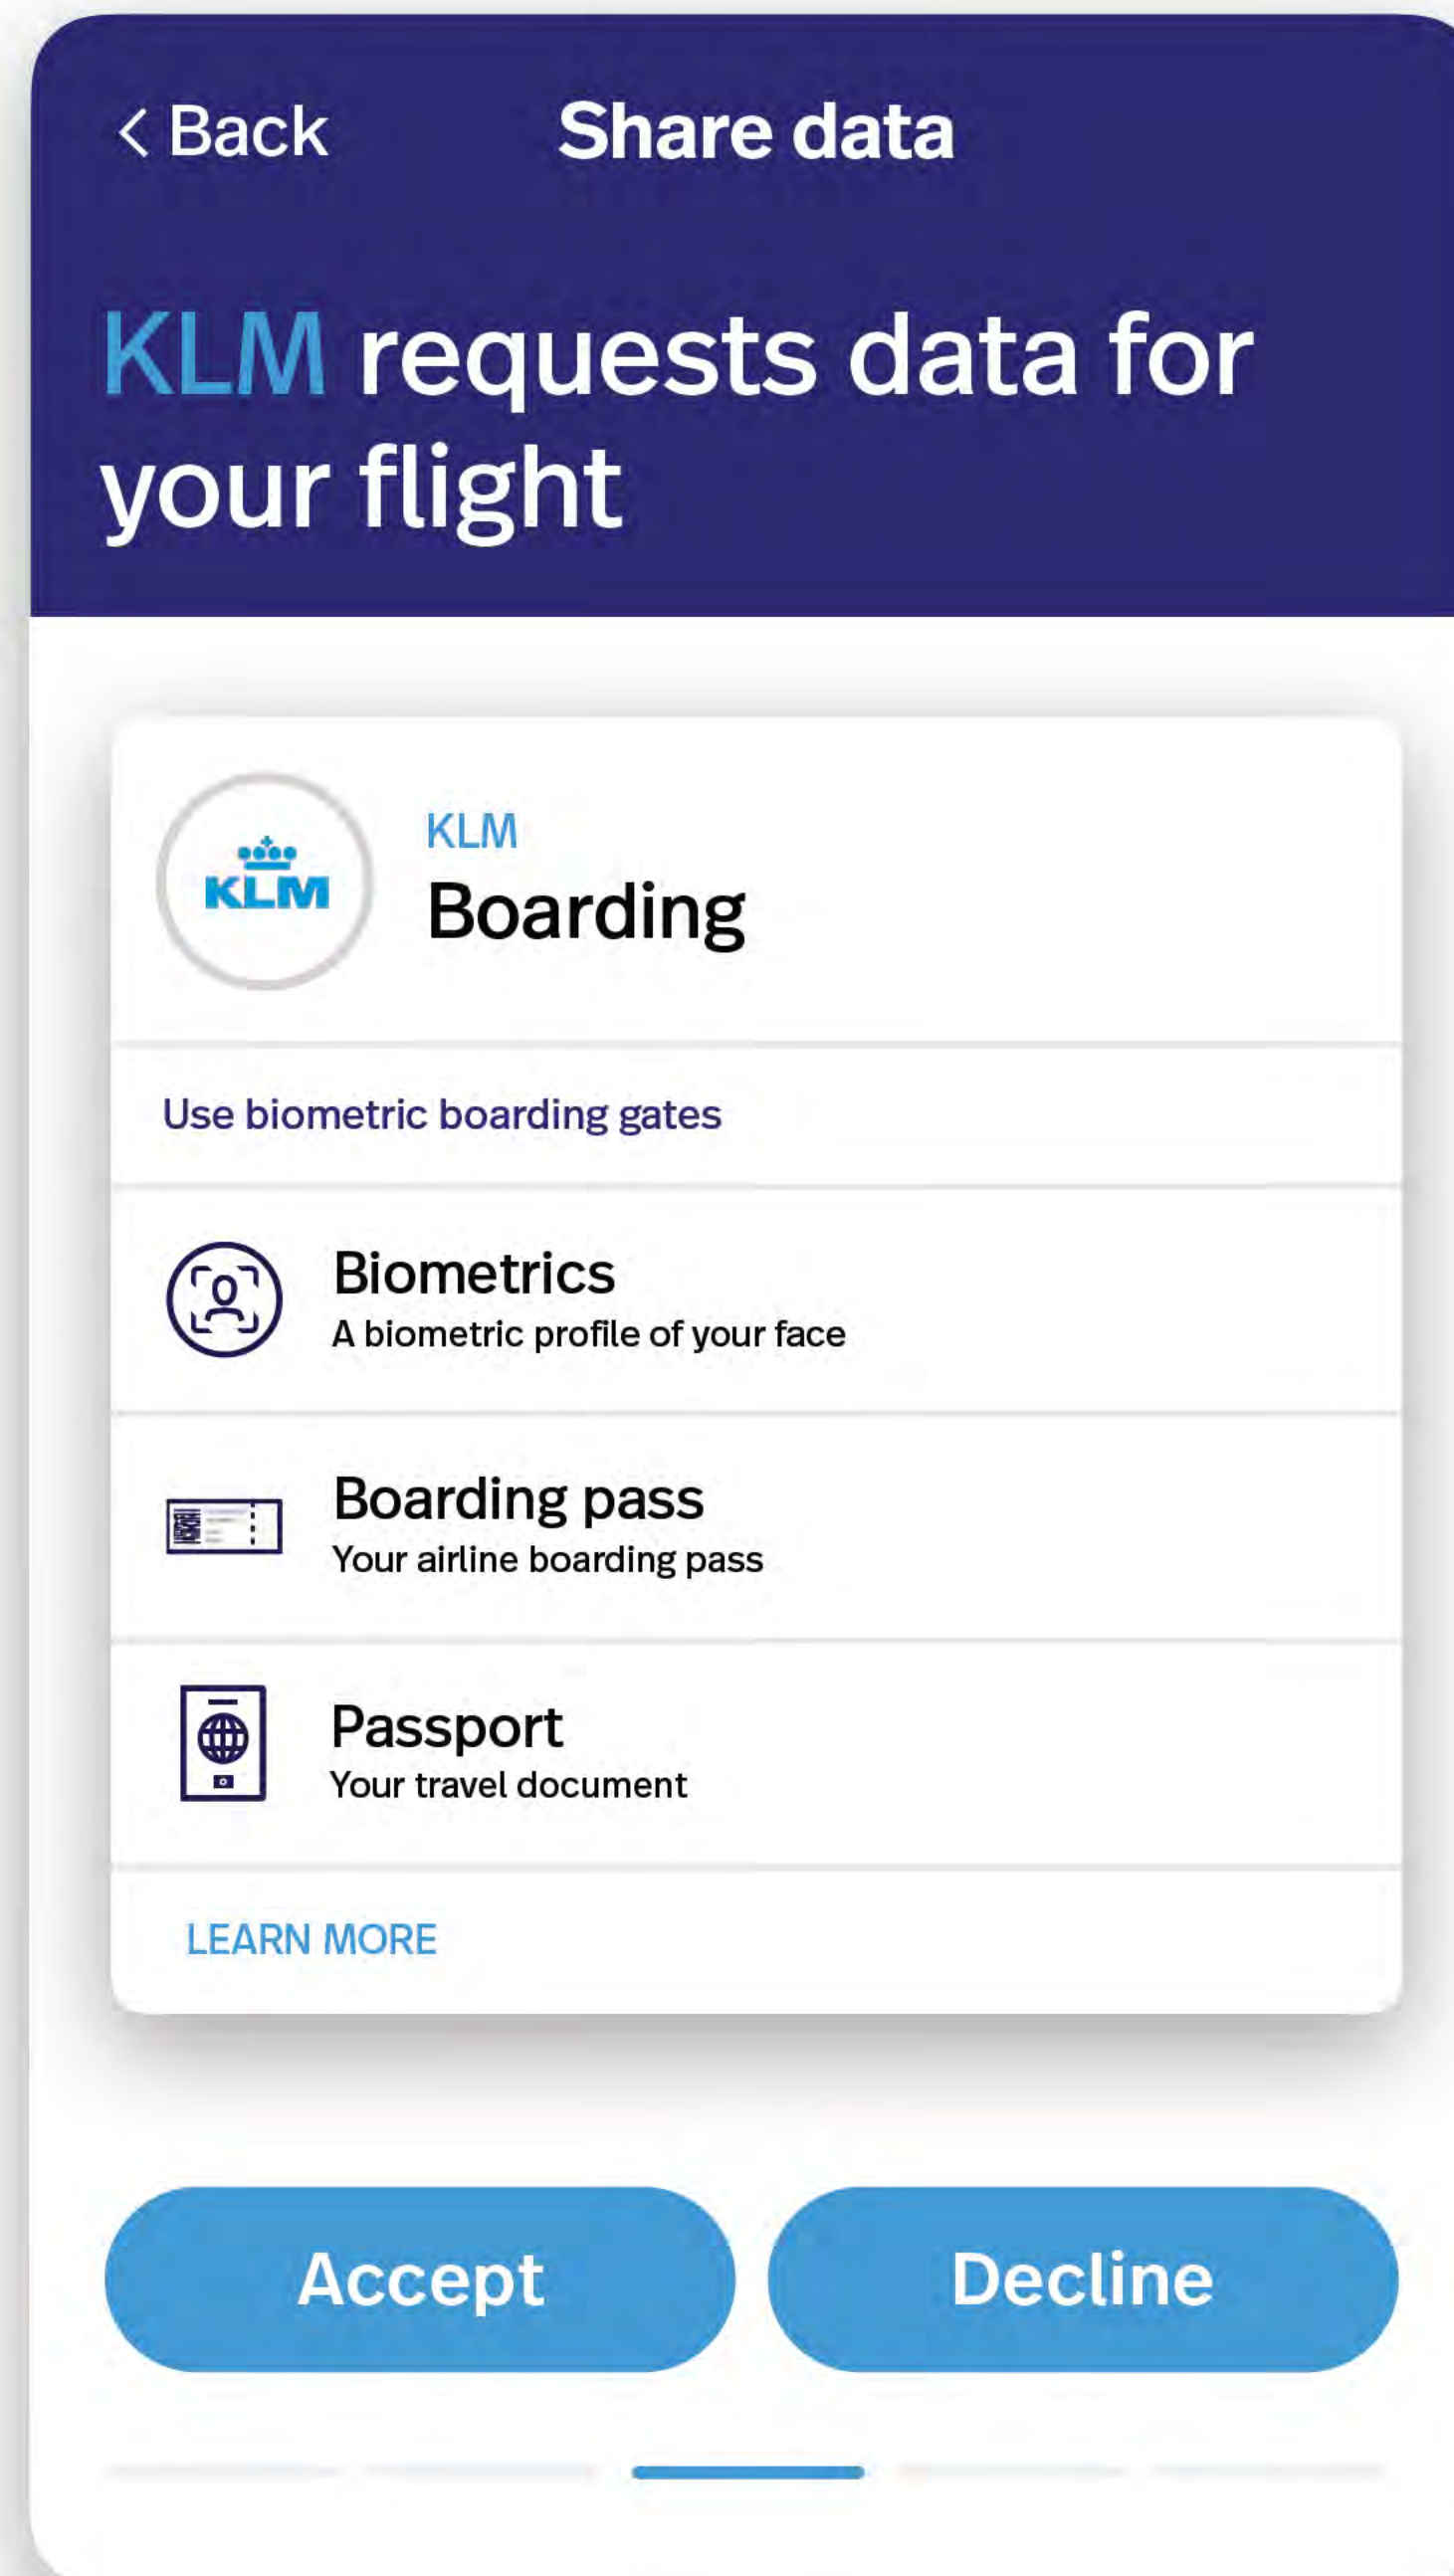 < Back
Share data
KLM requests data for
your flight
KLM
KLM
Boarding
Use biometric boarding gates
Biometrics
A biometric profile of your face
Boarding pass
Your airline boarding pass
Passport
Your travel document
LEARN MORE
Accept
Decline